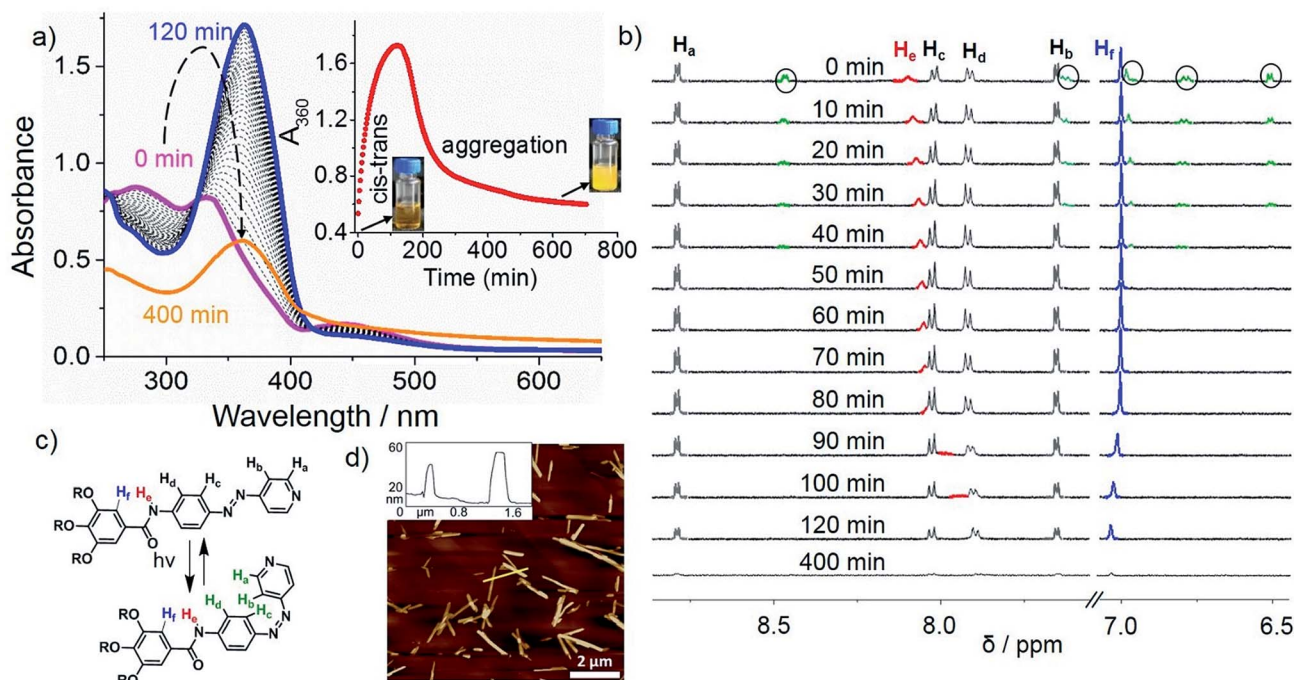 a)
120 min
0 min
400 min
1.5
1.0
0.5
0.0
Absorbance
300 400 500 600
Wavelength / nm
1.6
1.2
0.8
0.4
A360
cis-trans
aggregation
0 200 400 600 800
Time (min)
b)
Ha He Hc Hd Hb Hf
0 min
10 min
20 min
30 min
40 min
50 min
60 min
70 min
80 min
90 min
100 min
120 min
400 min
8.5 8.0 7.0 6.5
δ / ppm
c)
Hb Ha
Hd Hc
Hf He
RO H N N N
RO O N
RO
hν
N
Ha
Hb
Hd Hc
RO Hf He N
RO H N N
RO O
d)
60
20
nm
0 μm 0.8 1.6
2 μm